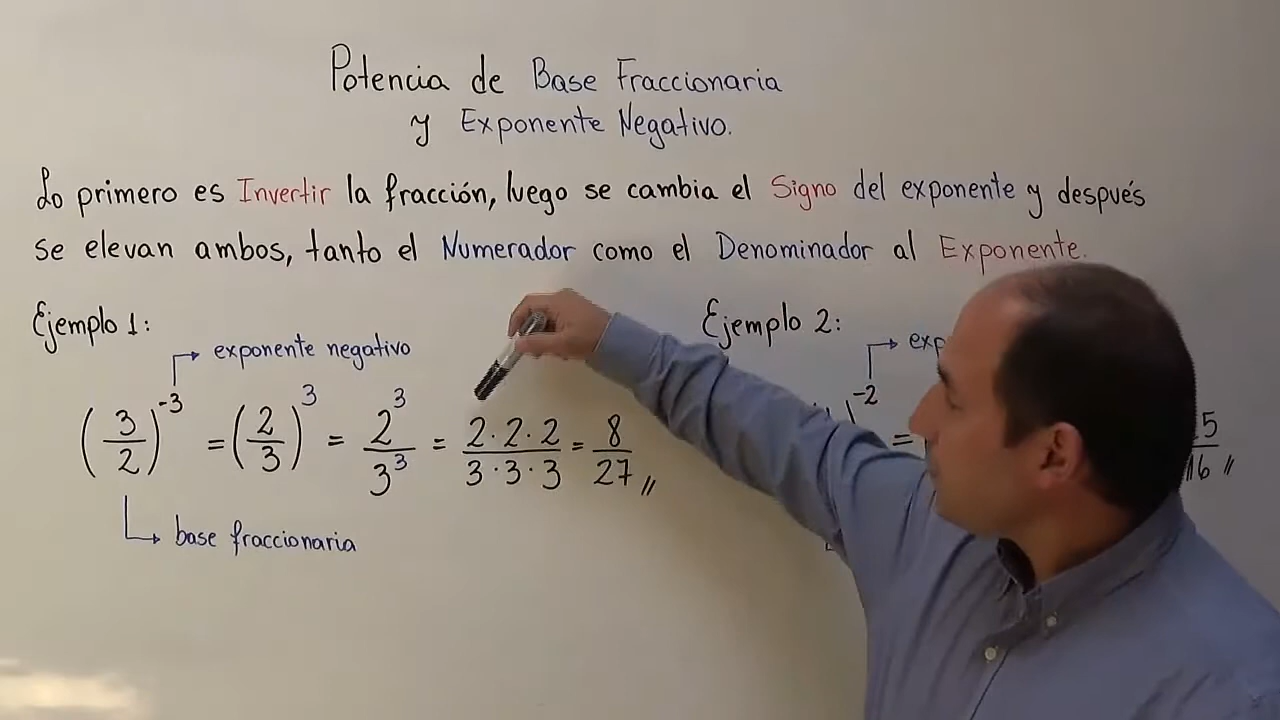 Potencia de Base Fraccionaria
y Exponente Negativo.
Lo primero es Invertir la fracción, luego se cambia el Signo del exponente y después
se elevan ambos, tanto el Numerador como el Denominador al Exponente.
Ejemplo 1:
exponente negativo
(3/2)^-3 = (2/3)^3 = 2^3/3^3 = 2·2·2/3·3·3 = 8/27 //
base fraccionaria
Ejemplo 2:
-2 =
16 //